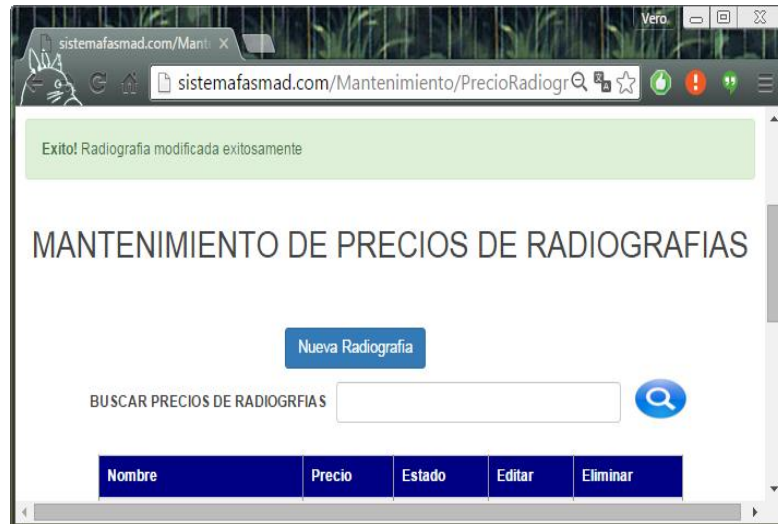 Vero
sistemafasmad.com/Mant
sistemafasmad.com/Mantenimiento/PrecioRadiogr
Exito! Radiografia modificada exitosamente
MANTENIMIENTO DE PRECIOS DE RADIOGRAFIAS
Nueva Radiografia
BUSCAR PRECIOS DE RADIOGRFIAS
Nombre Precio Estado Editar Eliminar